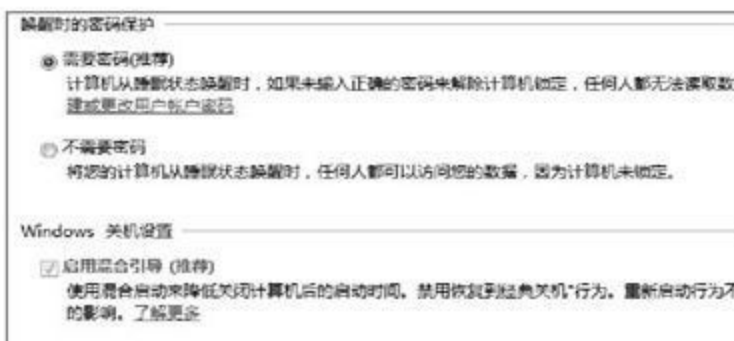 唤醒时的密码保护
需要密码(推荐)
计算机从睡眠状态唤醒时，如果未输入正确的密码来解除计算机锁定，任何人都无法读取数
建或更改用户帐户密码
不需要密码
将您的计算机从睡眠状态唤醒时，任何人都可以访问您的数据，因为计算机未锁定。
Windows 关机设置
启用混合引导 (推荐)
使用混合启动来降低关闭计算机后的启动时间。禁用恢复到经典关机"行为。重新启动行为不
的影响。了解更多